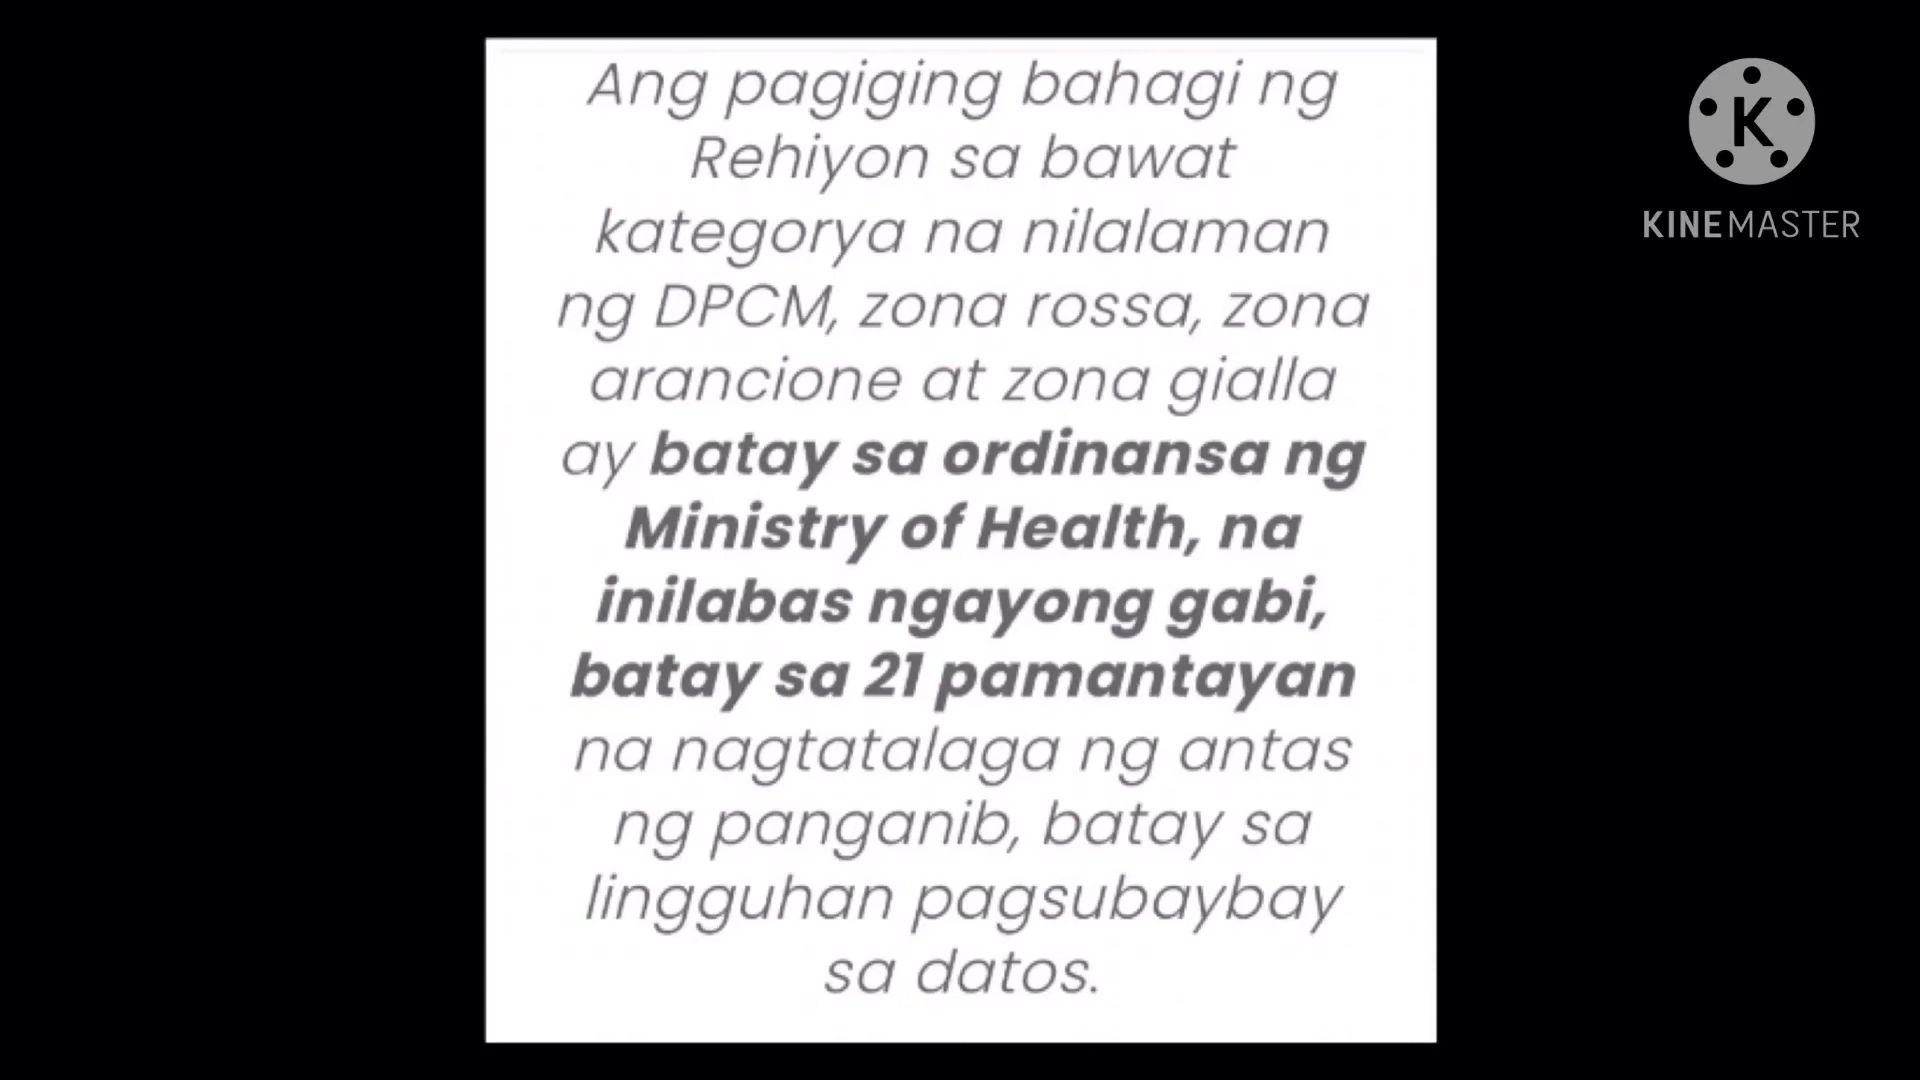 Ang pagiging bahagi ng
Rehiyon sa bawat
kategorya na nilalaman
ng DPCM, zona rossa, zona
arancione at zona gialla
ay batay sa ordinansa ng
Ministry of Health, na
inilabas ngayong gabi,
batay sa 21 pamantayan
na nagtatalaga ng antas
ng panganib, batay sa
lingguhan pagsubaybay
sa datos.
K
KINEMASTER